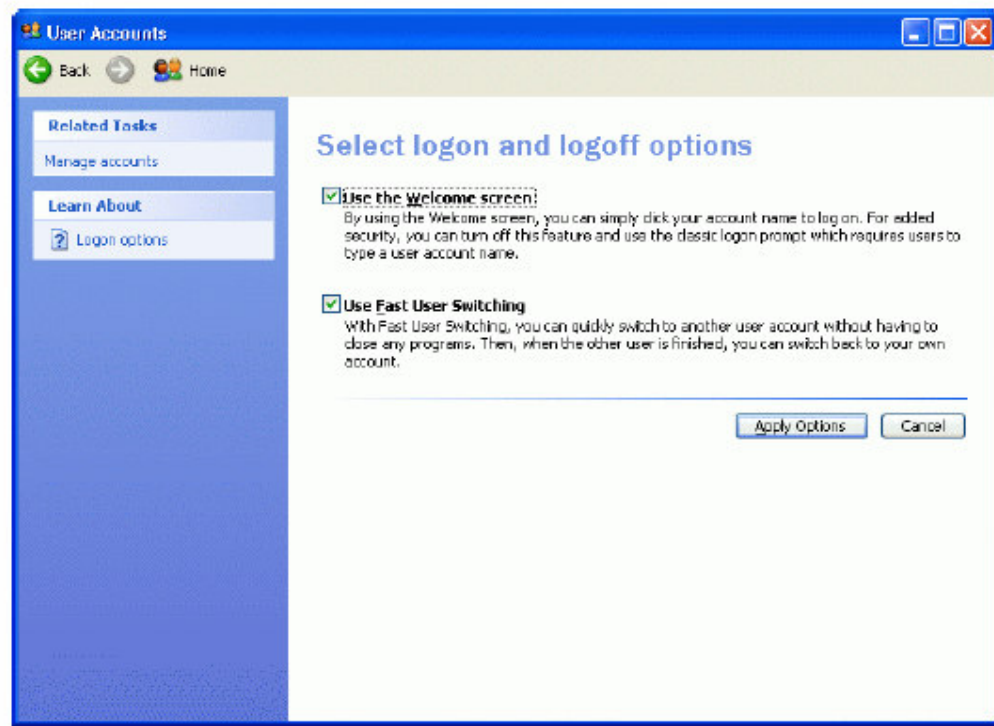 User Accounts
Back
Home
Related Tasks
Manage accounts
Learn About
Logon options
Select logon and logoff options
Use the Welcome screen
By using the Welcome screen, you can simply click your account name to log on. For added
security, you can turn off this feature and use the classic logon prompt which requires users to
type a user account name.
Use Fast User Switching
With Fast User Switching, you can quickly switch to another user account without having to
close any programs. Then, when the other user is finished, you can switch back to your own
account.
Apply Options
Cancel